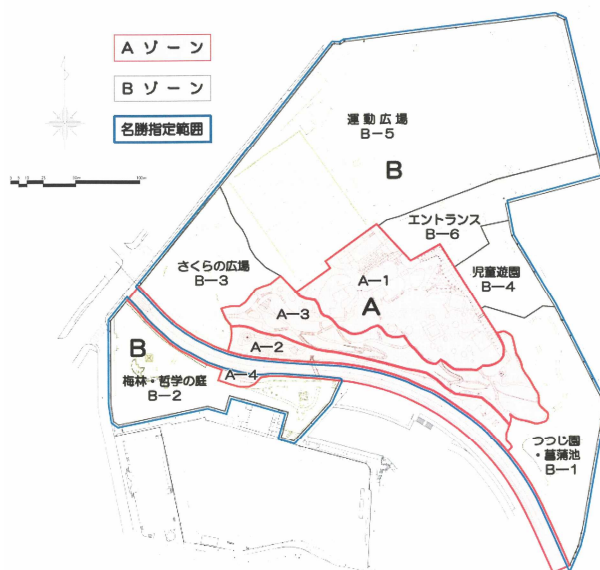 Aゾーン
Bゾーン
名勝指定範囲
運動広場
B-5
B
エントランス
B-6
児童遊園
B-4
さくらの広場
B-3
A-1
A
A-3
A-2
A-4
B
梅林・哲学の庭
B-2
つつじ園
・菖蒲池
B-1